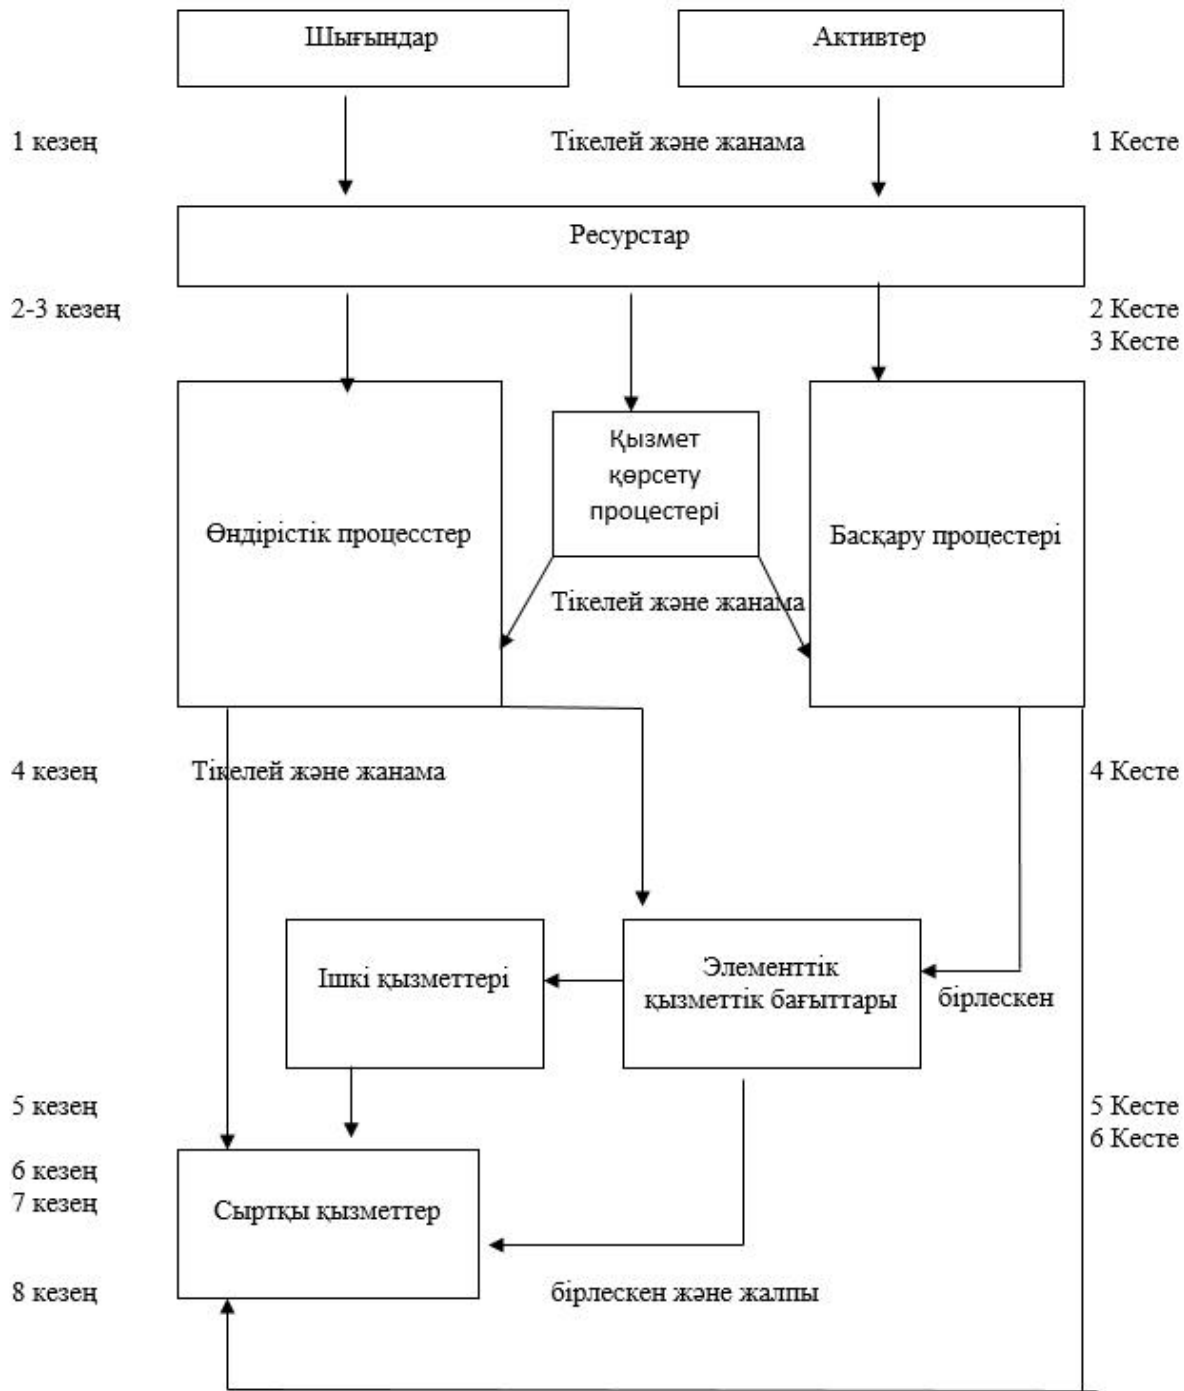 Шығындар
Активтер
1 кезең
Тікелей және жанама
1 Кесте
Ресурстар
2-3 кезең
2 Кесте
3 Кесте
Қызмет
қөрсетү
процестері
Өндірістік процесстер
Басқару процестері
Тікелей және жанама
4 кезең
Тікелей және жанама
4 Кесте
Ішкі қызметтері
Элементтік
қызметтік бағыттары
бірлескен
5 кезең
5 Кесте
6 Кесте
6 кезең
7 кезең
Сыртқы қызметтер
8 кезең
бірлескен және жалпы